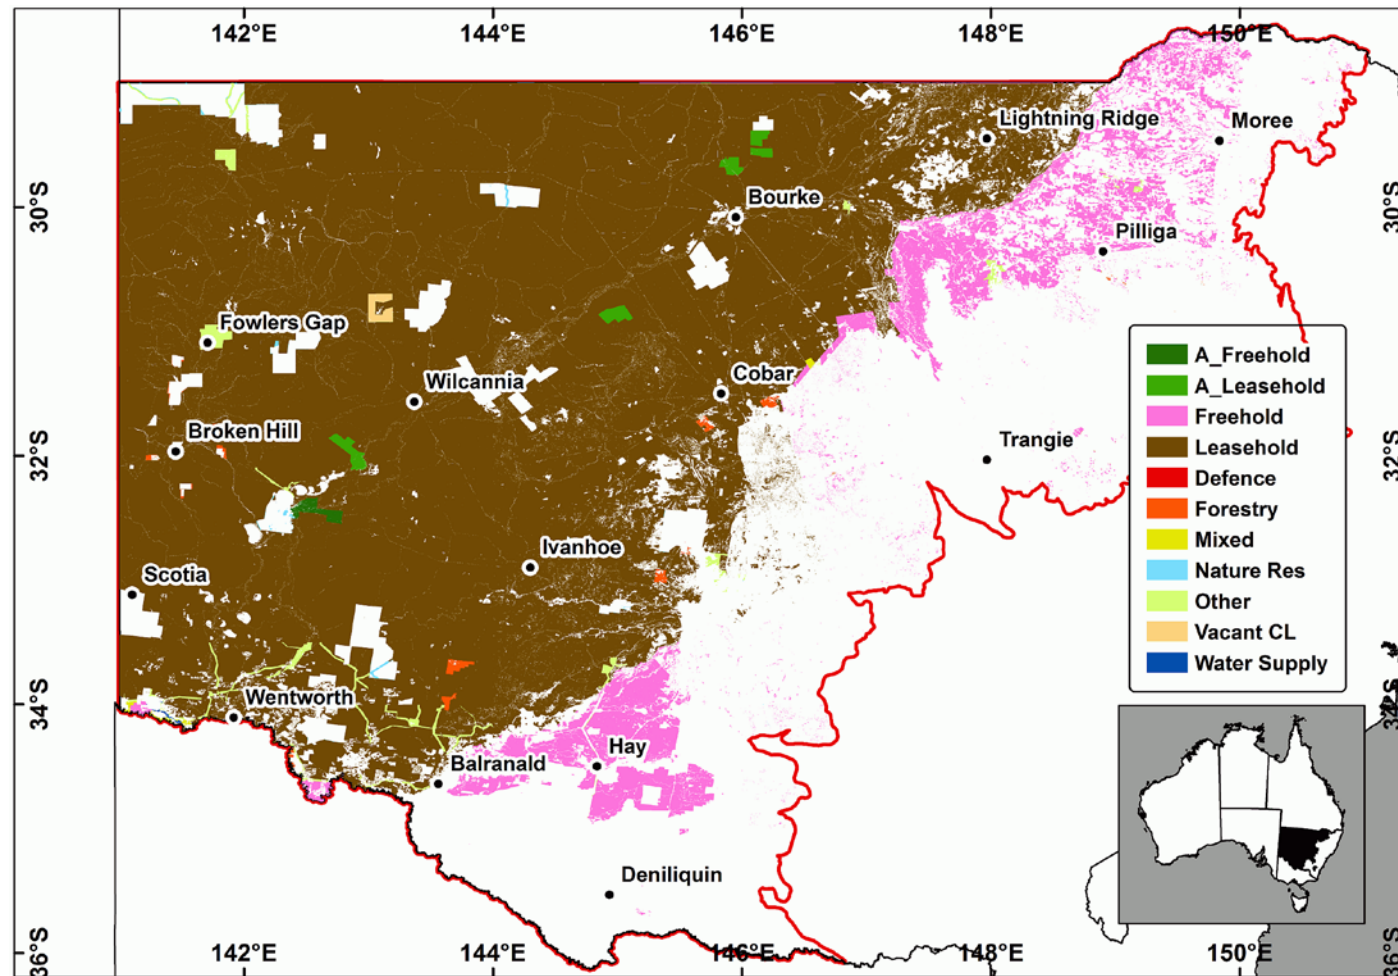 142°E 144°E 146°E 148°E 150°E
Lightning Ridge
Moree
30°S
Bourke
30°S
Pilliga
Fowlers Gap
Wilcannia
Cobar
Broken Hill
Trangie
32°S
32°S
Ivanhoe
Scotia
A_Freehold
A_Leasehold
Freehold
Leasehold
Defence
Forestry
Mixed
Nature Res
Other
Vacant CL
Water Supply
34°S
Wentworth
Hay
Balranald
Deniliquin
36°S
142°E 144°E 146°E 148°E 150°E